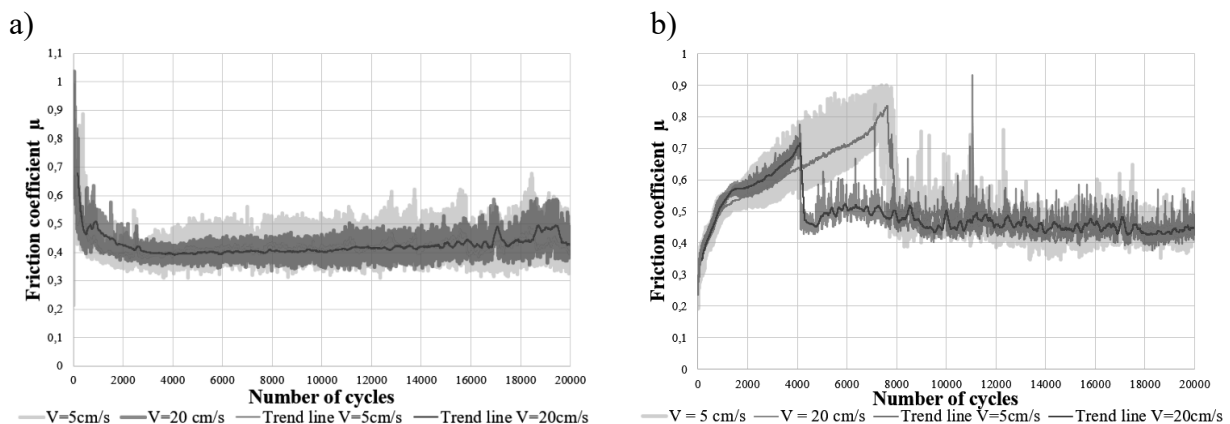 a)
Friction coefficient μ
1,1
1
0,9
0,8
0,7
0,6
0,5
0,4
0,3
0,2
0,1
0
0 2000 4000 6000 8000 10000 12000 14000 16000 18000 20000
Number of cycles
V=5cm/s V=20 cm/s Trend line V=5cm/s Trend line V=20cm/s
b)
Friction coefficient μ
1
0,9
0,8
0,7
0,6
0,5
0,4
0,3
0,2
0,1
0
0 2000 4000 6000 8000 10000 12000 14000 16000 18000 20000
Number of cycles
V = 5 cm/s V = 20 cm/s Trend line V=5cm/s Trend line V=20cm/s